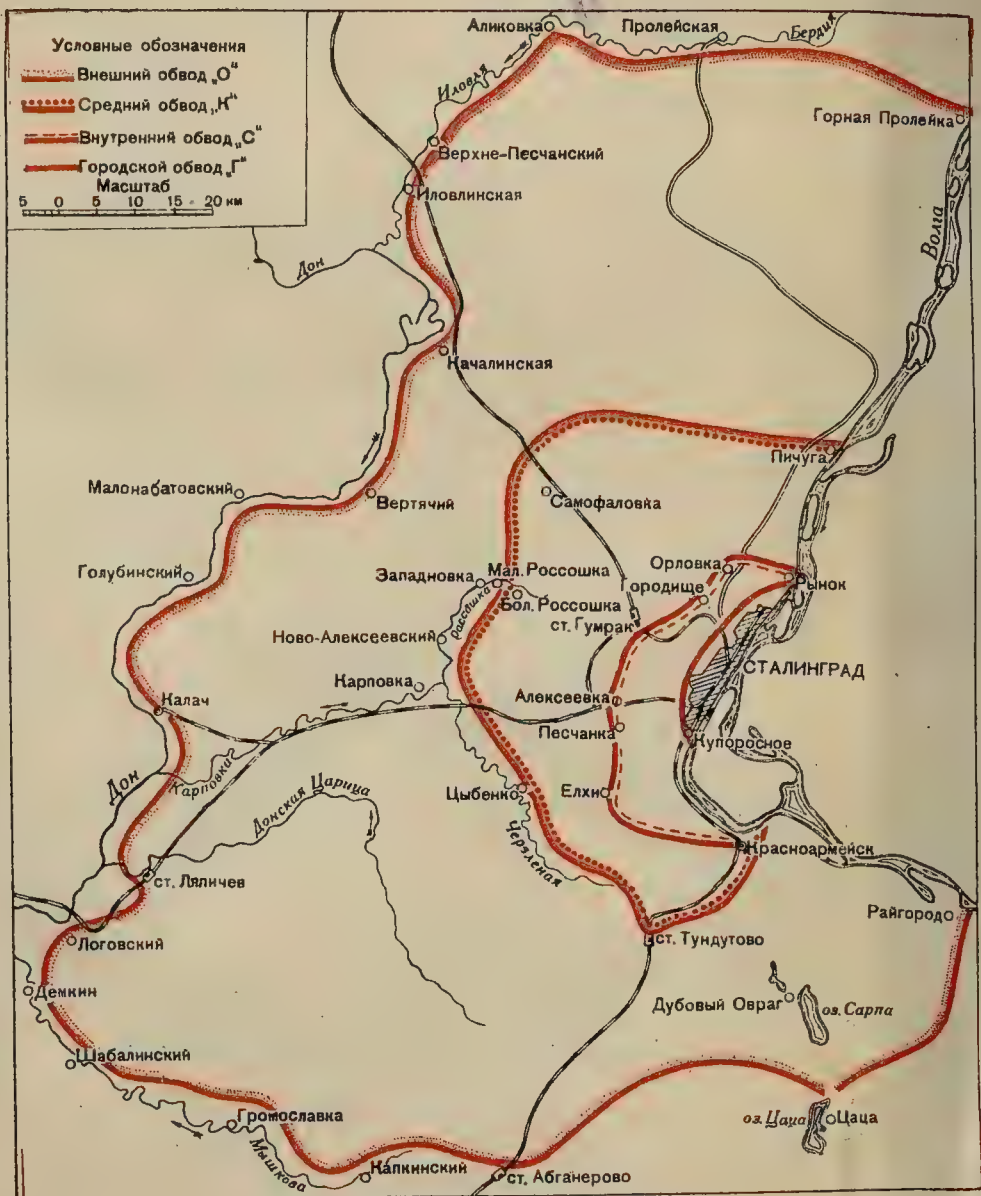 Условные обозначения
Внешний обвод „О"
Средний обвод „К"
Внутренний обвод „С"
Городской обвод „Г"
Масштаб
5 0 5 10 15 20 км
Аликовка
Пролейская
Бердия
Иловля
Горная Пролейка
Верхне-Песчанский
Иловлинская
Дон
Волга
Качалинская
Пичуга
Малонабатовский
Вертячий
Самофаловка
Голубинский
Западновка
Мал. Россошка
Орловка
Рынок
Бол. Россошка
Городище
Россошка
ст. Гумрак
Ново-Алексеевский
СТАЛИНГРАД
Карповка
Алексеевка
Калач
Песчанка
Купоросное
Дон
Карповка
Донская Царица
Цыбенко
Елхи
Червленая
Красноармейск
ст. Ляличев
Райгород
Логовский
ст. Тундутово
Демкин
Дубовый Овраг
оз. Сарпа
Шабалинский
Громославка
оз. Цаца
Цаца
Мышкова
Капкинский
ст. Абганерово